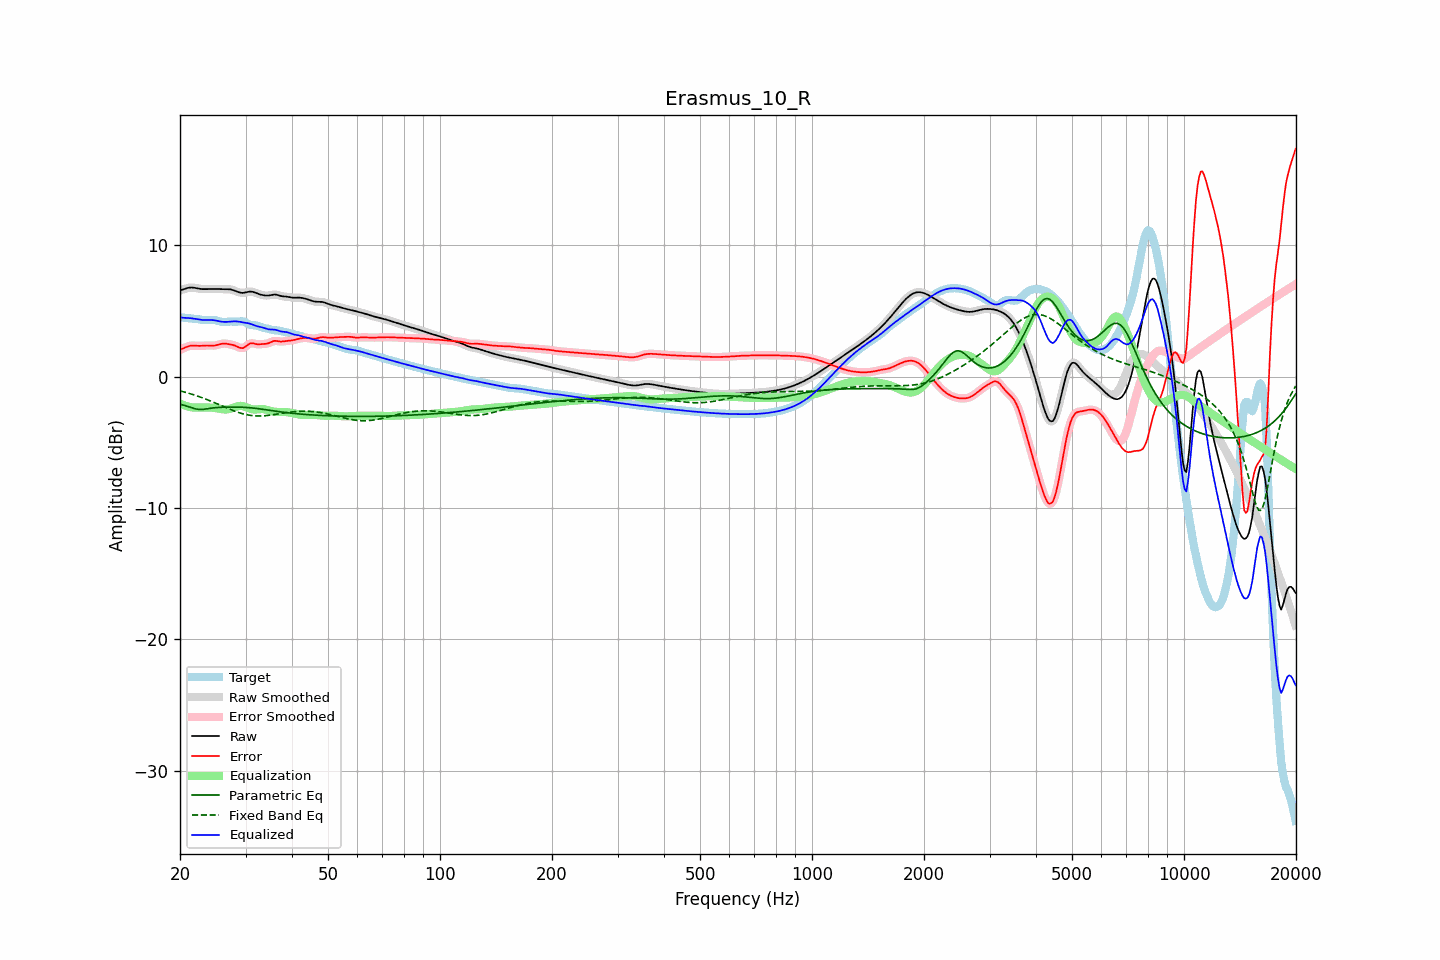 Erasmus_10_R
Amplitude (dBr)
10
0
−10
−20
−30
Target
Raw Smoothed
Error Smoothed
Raw
Error
Equalization
Parametric Eq
Fixed Band Eq
Equalized
20 50 100 200 500 1000 2000 5000 10000 20000
Frequency (Hz)